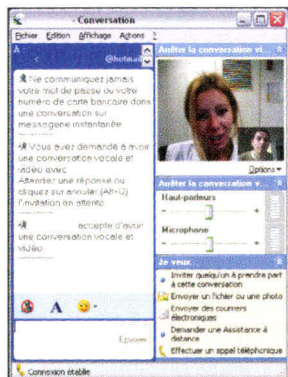 - Conversation
Fichier Edition Affichage Actions ?
A :
@hotmail
Ne communiquez jamais
votre mot de passe ou votre
numéro de carte bancaire dans
une conversation sur
messagerie instantanée.
Vous avez demandé à avoir
une conversation vocale et
vidéo avec
Attendez une réponse ou
cliquez sur annuler (Alt+Q)
l'invitation en attente
accepte d'avoir
une conversation vocale et
vidéo.
A
Envoyer
Connexion établie
Arrêter la conversation vi...
Options
Arrêter la conversation v...
Haut-parleurs
- +
Microphone
- +
Je veux...
Inviter quelqu'un à prendre part
à cette conversation
Envoyer un fichier ou une photo
Envoyer des courriers
électroniques
Demander une Assistance à
distance
Effectuer un appel téléphonique